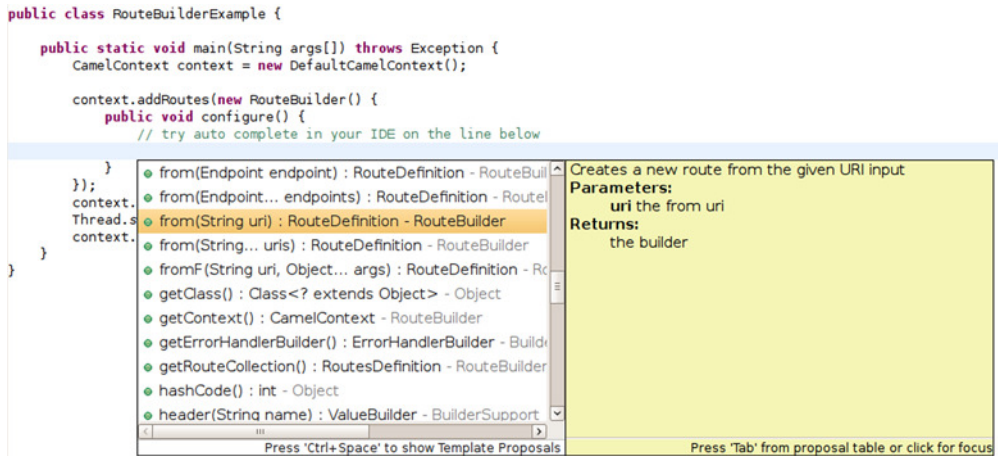 public class RouteBuilderExample {
public static void main(String args[]) throws Exception {
CamelContext context = new DefaultCamelContext();
context.addRoutes(new RouteBuilder() {
public void configure() {
// try auto complete in your IDE on the line below
}
});
context.
Thread.s
context.
}
}
from(Endpoint endpoint) : RouteDefinition - RouteBuil
from(Endpoint... endpoints) : RouteDefinition - Routel
from(String uri) : RouteDefinition - RouteBuilder
from(String... uris) : RouteDefinition - RouteBuilder
fromF(String uri, Object... args) : RouteDefinition - Ro
getClass() : Class<? extends Object> - Object
getContext() : CamelContext - RouteBuilder
getErrorHandlerBuilder() : ErrorHandlerBuilder - Builde
getRouteCollection() : RoutesDefinition - RouteBuilder
hashCode() : int - Object
header(String name) : ValueBuilder - BuilderSupport
Press 'Ctrl+Space' to show Template Proposals
Creates a new route from the given URI input
Parameters:
uri the from uri
Returns:
the builder
Press 'Tab' from proposal table or click for focus